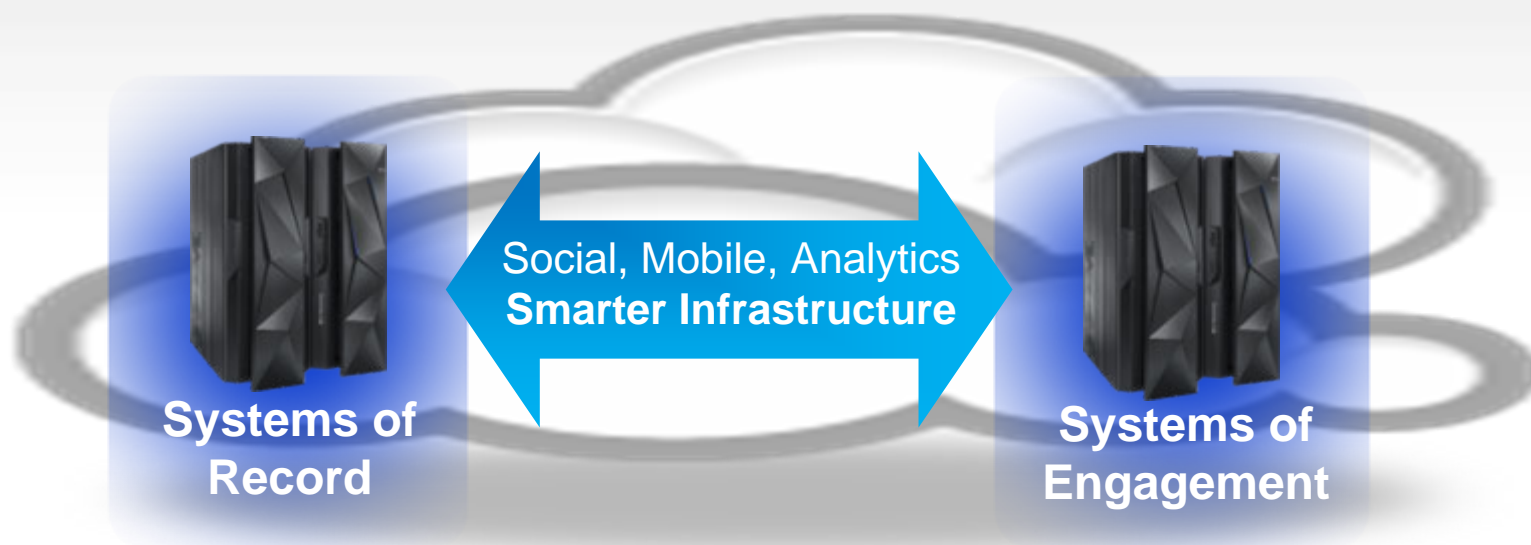 Social, Mobile, Analytics
Smarter Infrastructure
Systems of
Record
Systems of
Engagement